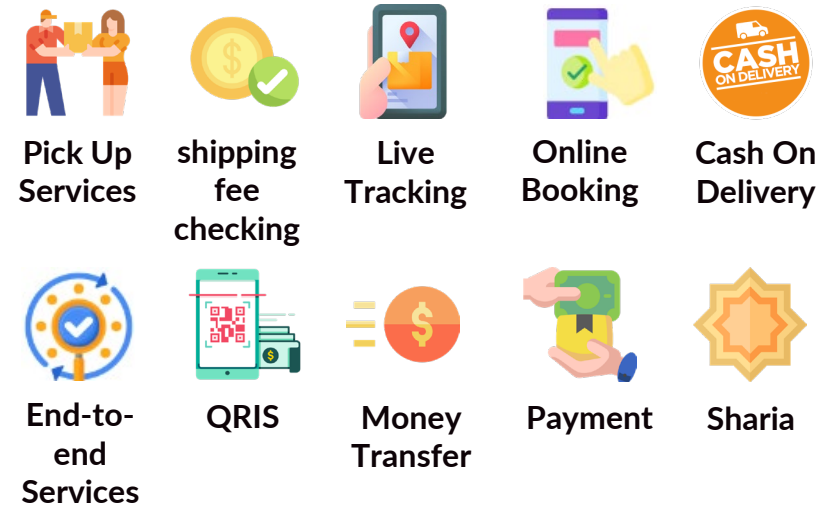 CASH
ON DELIVERY
Pick Up
Services
shipping
fee
checking
Live
Tracking
Online
Booking
Cash On
Delivery
$
$
$
End-to-
end
Services
QRIS
Money
Transfer
Payment
Sharia